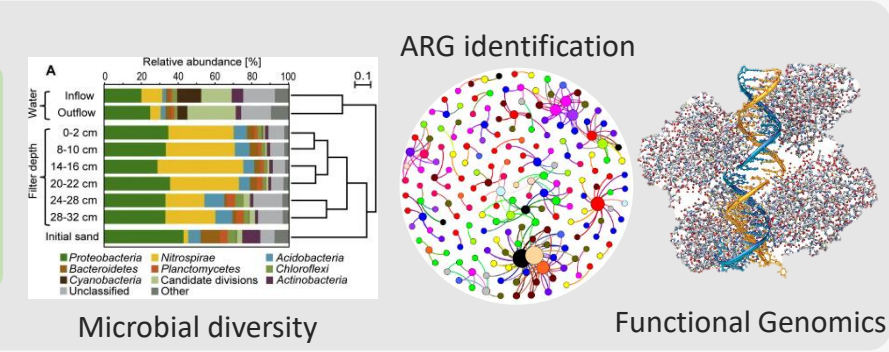 ARG identification
A
Relative abundance [%]
0 20 40 60 80 100
0.1
Water
Inflow
Outflow
Filter depth
0-2 cm
8-10 cm
14-16 cm
20-22 cm
24-28 cm
28-32 cm
Initial sand
Proteobacteria Nitrospirae Acidobacteria
Bacteroidetes Planctomycetes Chloroflexi
Cyanobacteria Candidate divisions Actinobacteria
Unclassified Other
Microbial diversity
Functional Genomics